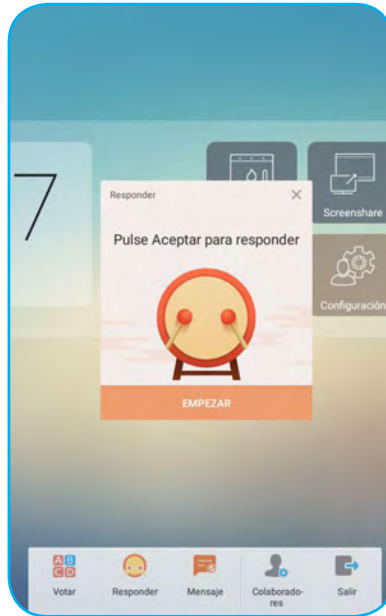 7
Responder
Screenshare
Pulse Aceptar para responder
Configuración
EMPEZAR
A B
C D
Votar
Responder
Mensaje
Colaborado-
res
Salir